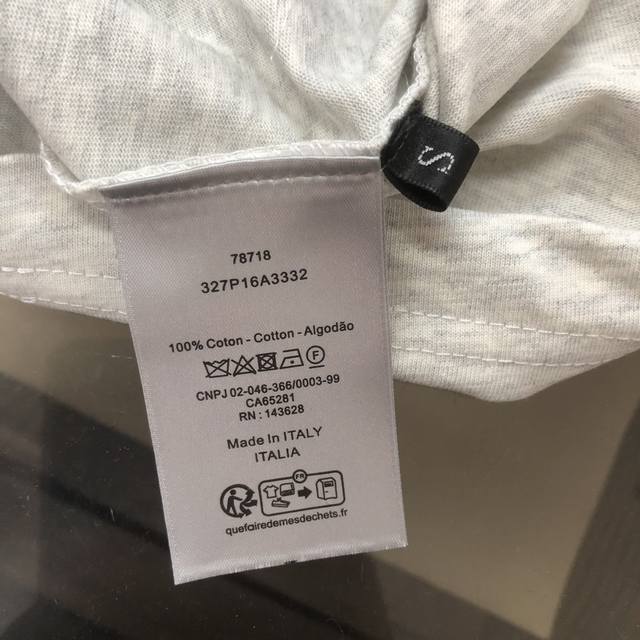 S
78718
327P16A3332
100% Coton - Cotton - Algodão
CNPJ 02-046-366/0003-99
CA65281
RN : 143628
Made In ITALY
ITALIA
FR
quefairedemesdechets.fr